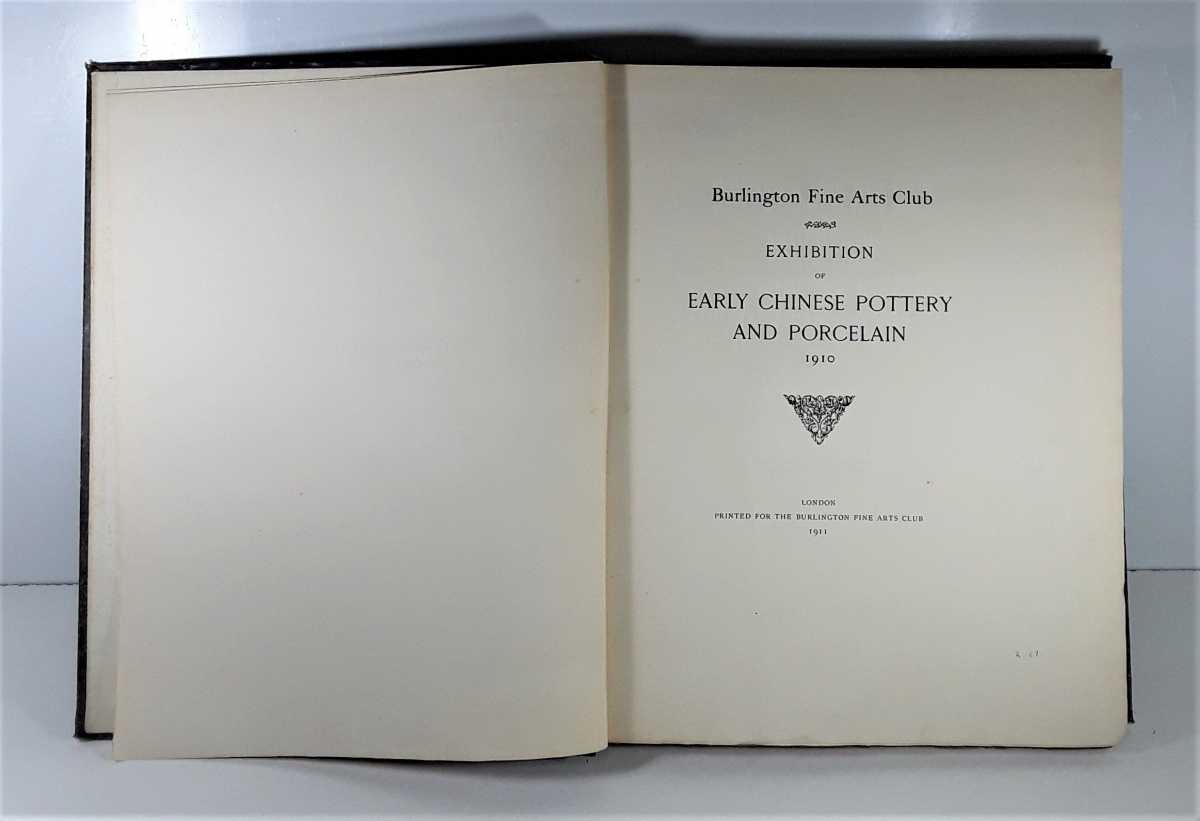 Burlington Fine Arts Club
EXHIBITION
OF
EARLY CHINESE POTTERY
AND PORCELAIN
1910
LONDON
PRINTED FOR THE BURLINGTON FINE ARTS CLUB
1911